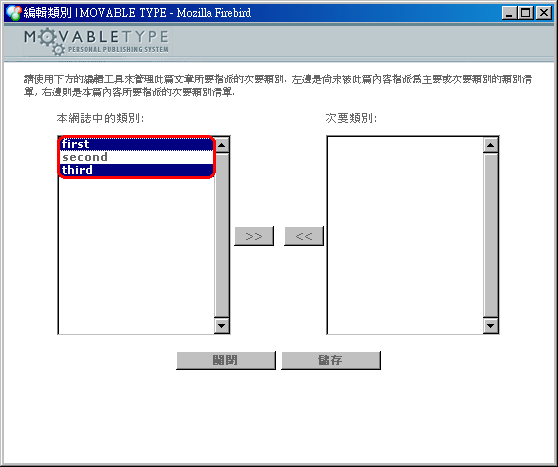 編輯類別 | MOVABLE TYPE - Mozilla Firebird
MOVABLETYPE
PERSONAL PUBLISHING SYSTEM
請使用下方的編輯工具來管理此篇文章所要指派的次要類別. 左邊是尚未被此篇內容指派為主要或次要類別的類別清
單, 右邊則是本篇內容所要指派的次要類別清單.
本網誌中的類別:
次要類別:
first
second
third
>> <<
關閉 儲存